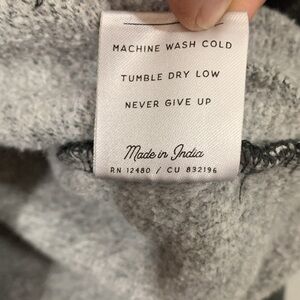 MACHINE WASH COLD
TUMBLE DRY LOW
NEVER GIVE UP
Made in India
RN 12480 / CU 832196